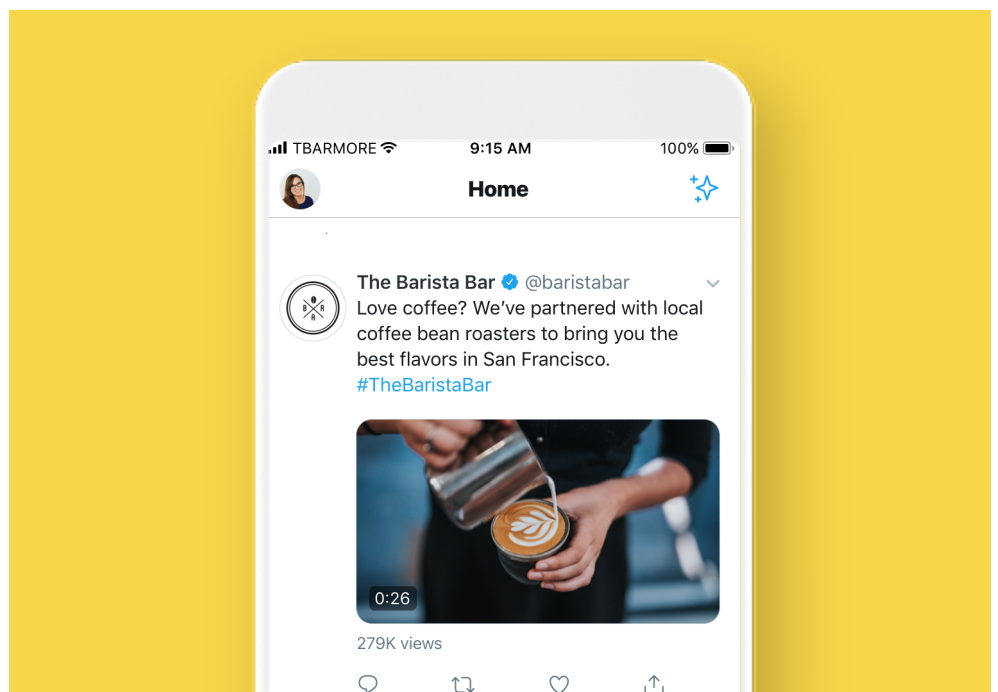 TBARMORE 9:15 AM 100%
Home
The Barista Bar @baristabar
Love coffee? We’ve partnered with local
coffee bean roasters to bring you the
best flavors in San Francisco.
#TheBaristaBar
B R
A
0:26
279K views